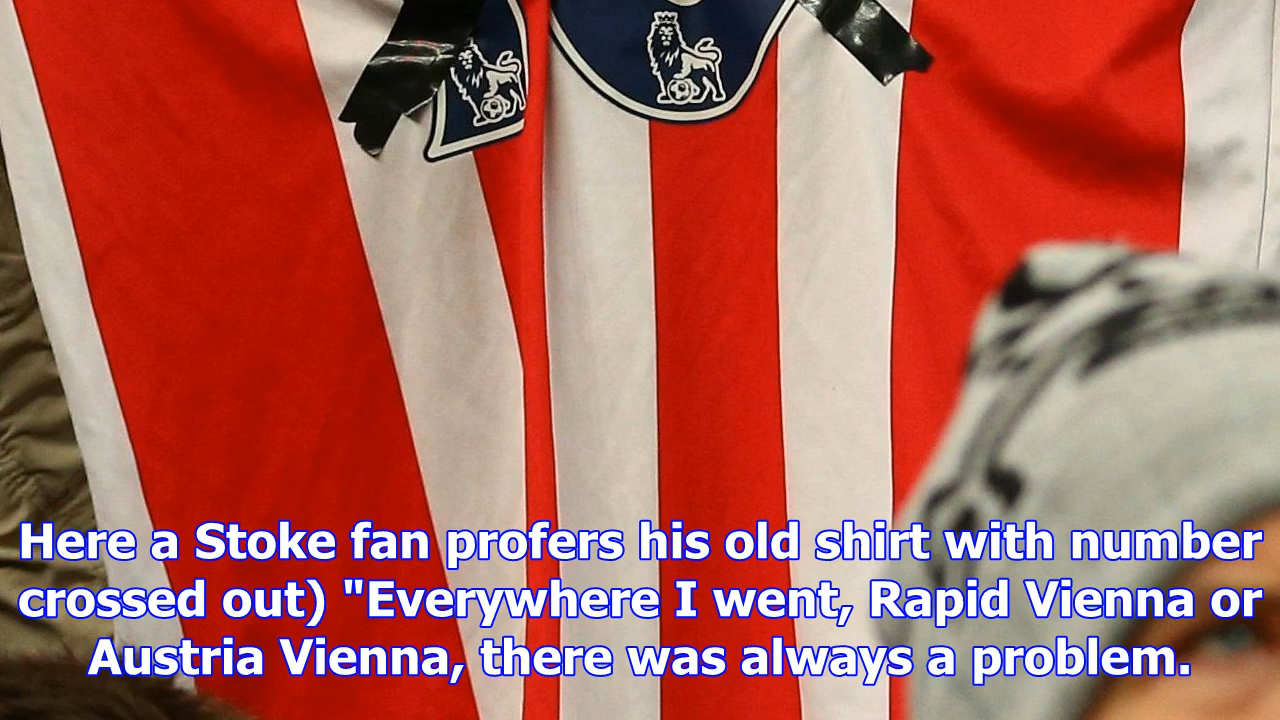 Here a Stoke fan profers his old shirt with number
crossed out) "Everywhere I went, Rapid Vienna or
Austria Vienna, there was always a problem.